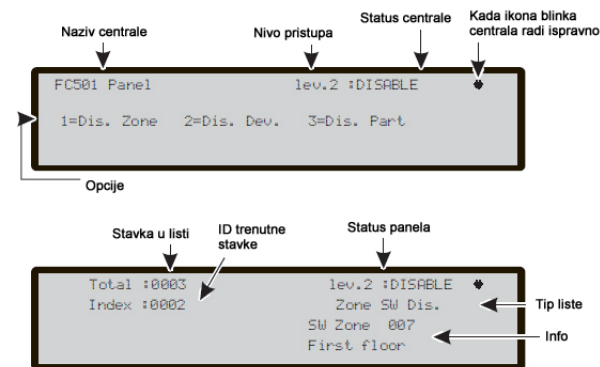 Naziv centrale
Nivo pristupa
Status centrale
Kada ikona blinka
centrala radi ispravno
FC501 Panel lev.2 :DISABLE
1=Dis. Zone 2=Dis. Dev. 3=Dis. Part
Opcije
Stavka u listi
ID trenutne
stavke
Status panela
Total :0003 lev.2 :DISABLE
Index :0002 Zone SW Dis.
Tip liste
SW Zone 007
Info
First floor